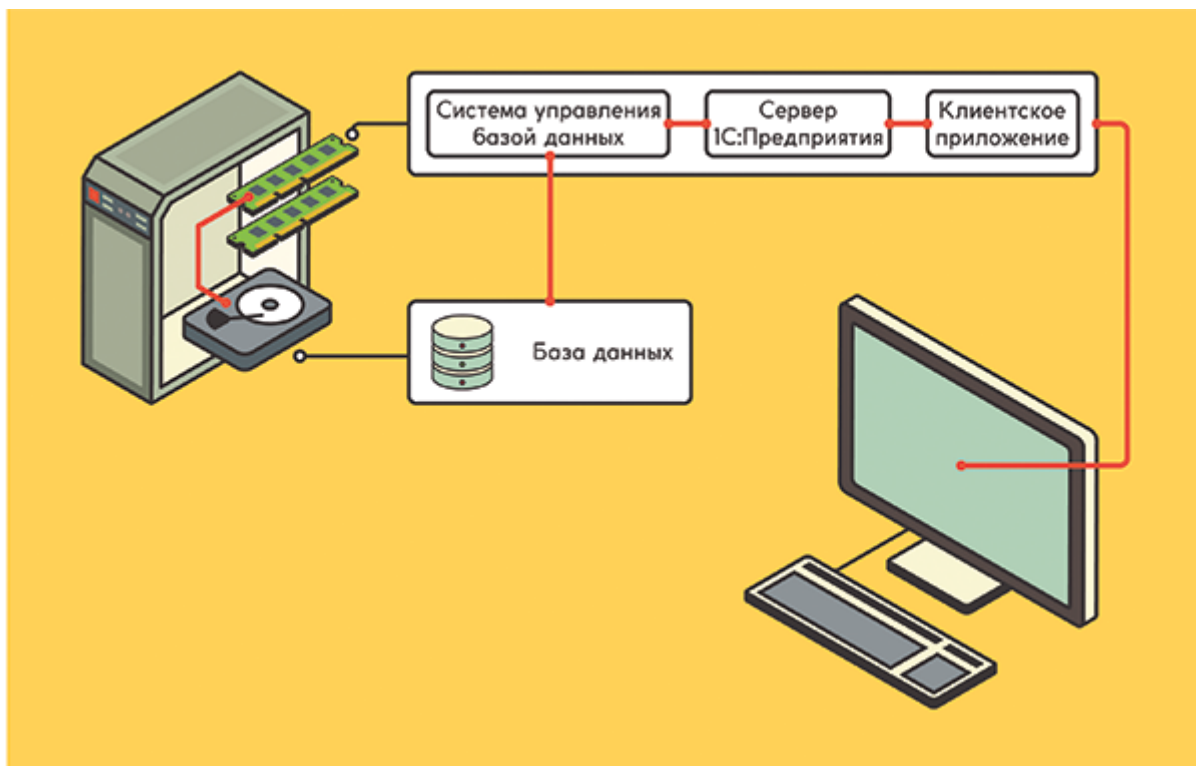 Система управления
базой данных
Сервер
1С:Предприятия
Клиентское
приложение
База данных